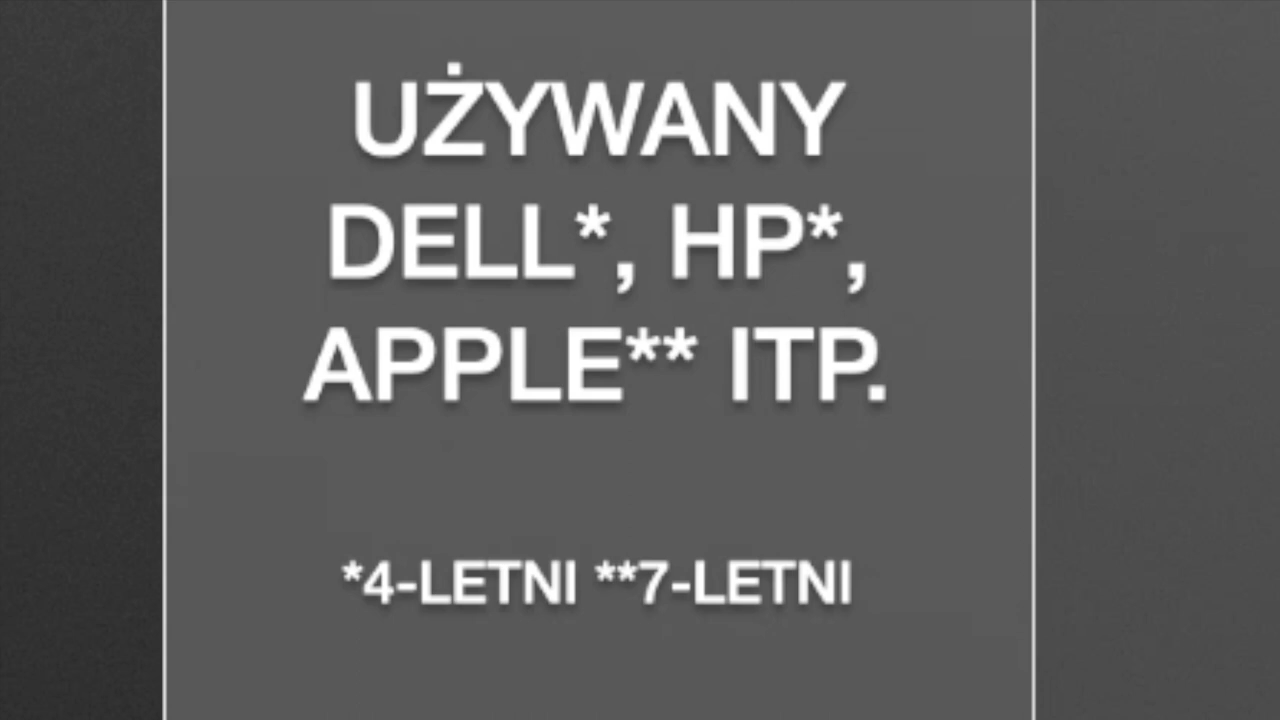 UŻYWANY
DELL*, HP*,
APPLE** ITP.
*4-LETNI **7-LETNI